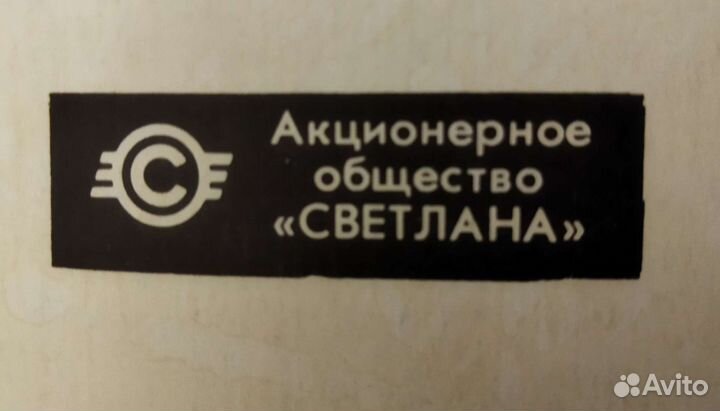 С
Акционерное
общество
«СВЕТЛАНА»
Avito